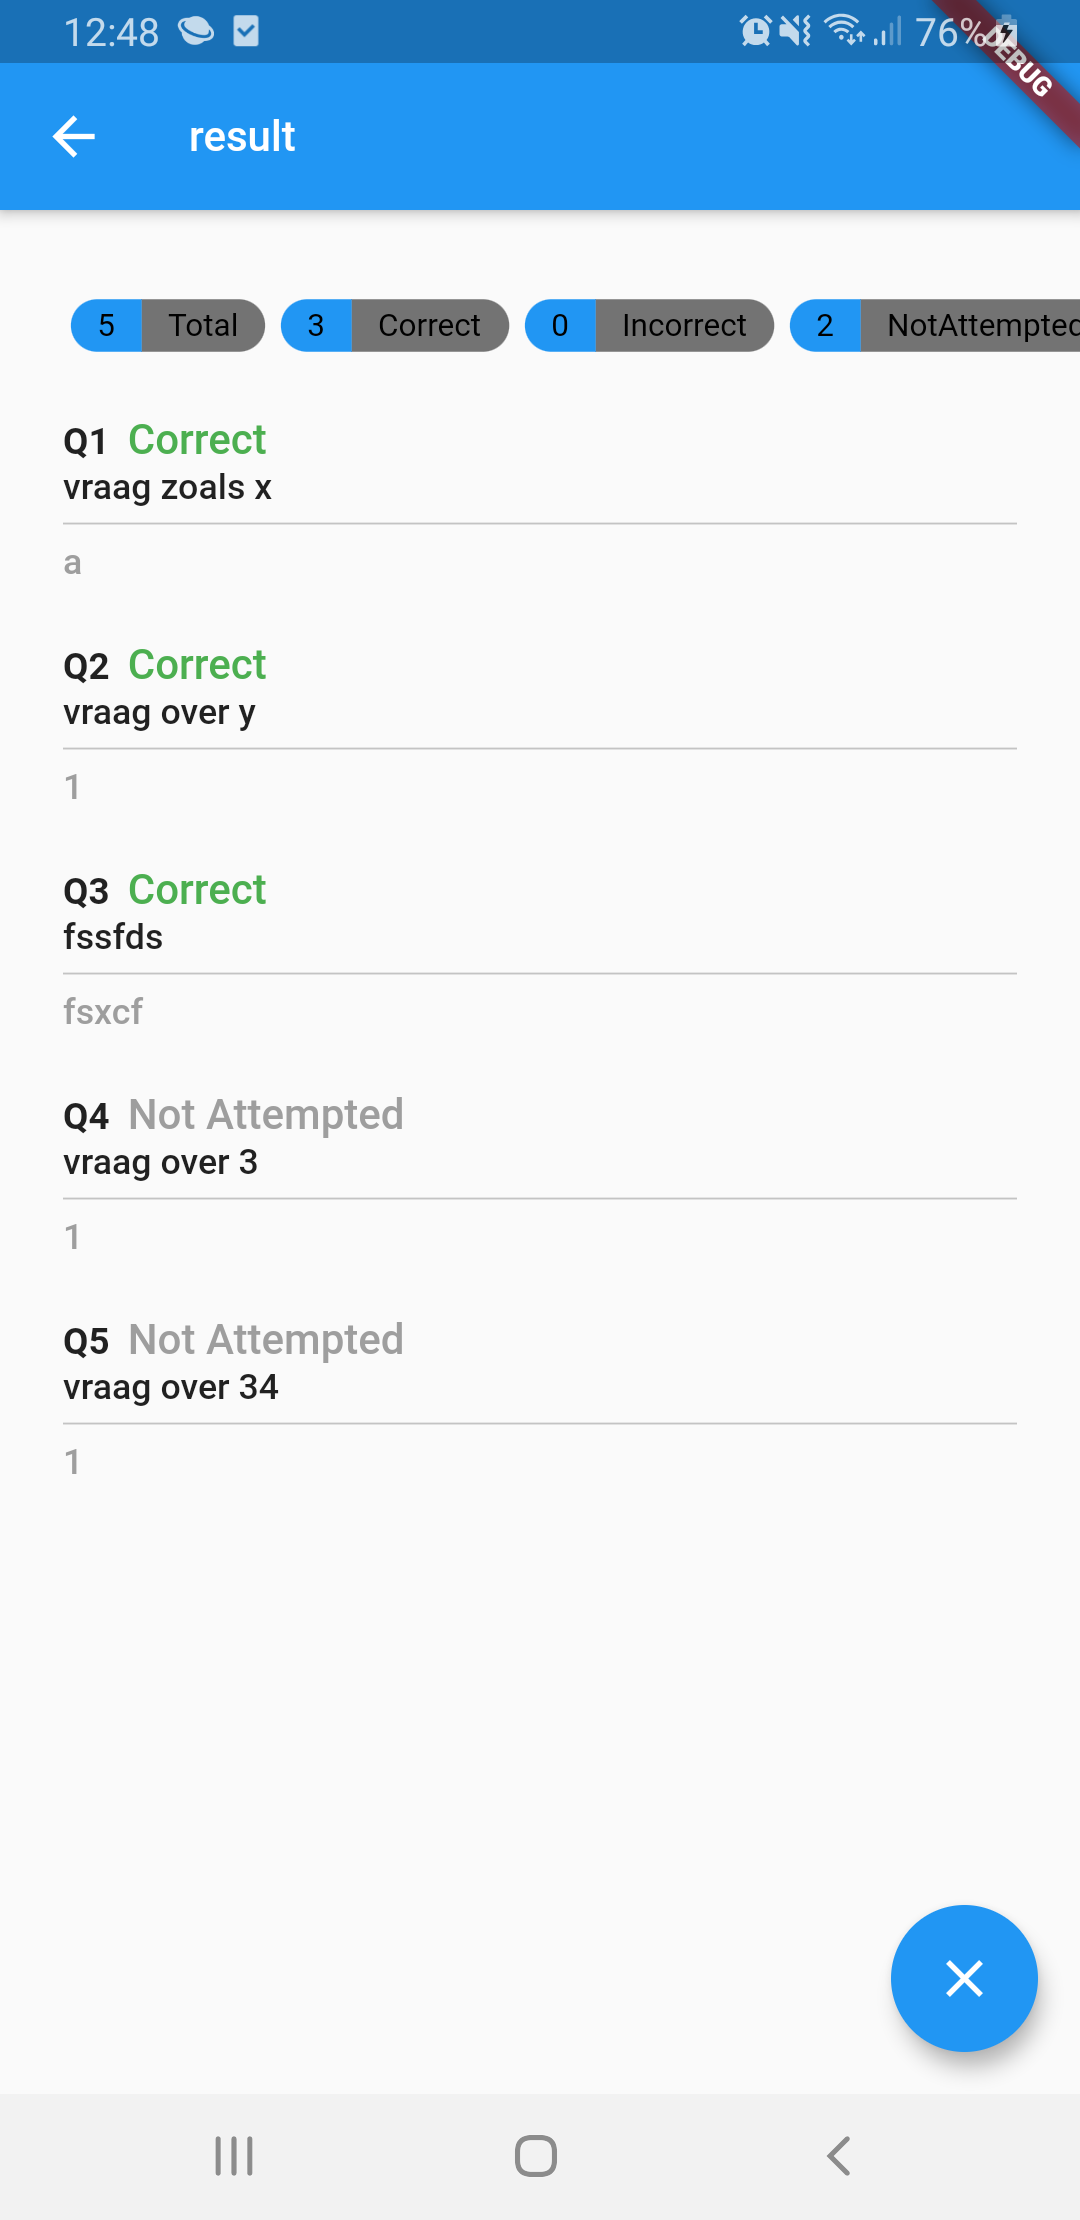 12:48 76%
DEBUG
result
5 Total 3 Correct 0 Incorrect 2 NotAttempted
Q1 Correct
vraag zoals x
a
Q2 Correct
vraag over y
1
Q3 Correct
fssfds
fsxcf
Q4 Not Attempted
vraag over 3
1
Q5 Not Attempted
vraag over 34
1